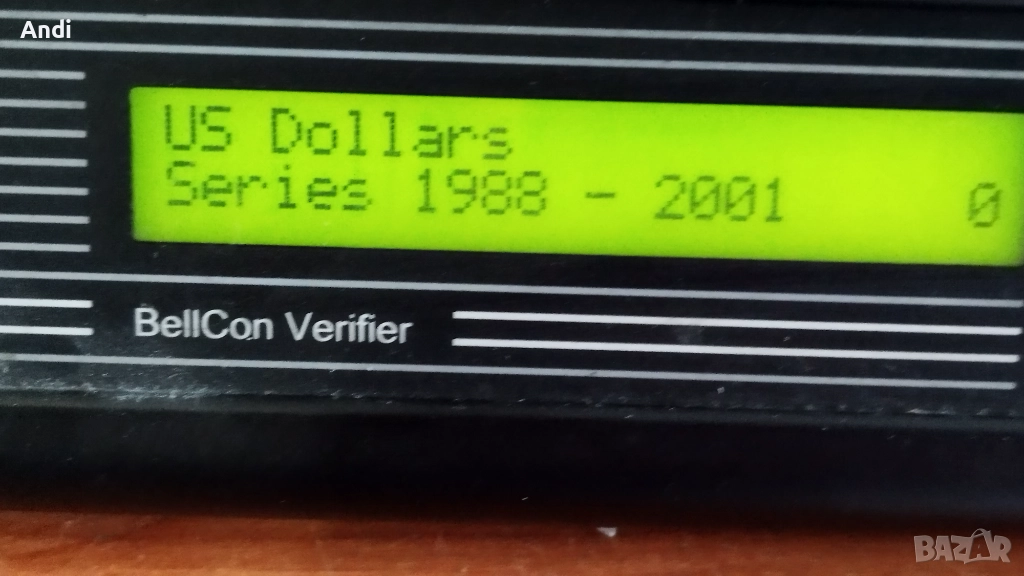 Andi
US Dollars
Series 1988 - 2001 0
BellCon Verifier
BAZAR